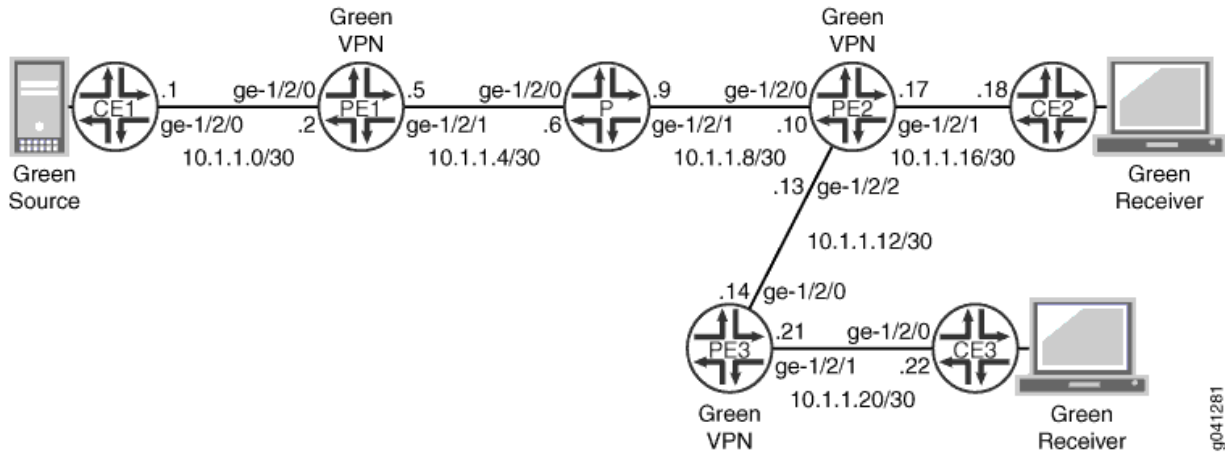 Green
VPN
Green
VPN
CE1
.1
ge-1/2/0
ge-1/2/0
.2
PE1
.5
ge-1/2/0
ge-1/2/1
.6
P
.9
ge-1/2/0
ge-1/2/1
.10
PE2
.17
.18
ge-1/2/1
CE2
10.1.1.0/30
10.1.1.4/30
10.1.1.8/30
10.1.1.16/30
Green
Source
Green
Receiver
.13
ge-1/2/2
10.1.1.12/30
.14
ge-1/2/0
PE3
.21
ge-1/2/0
ge-1/2/1
.22
CE3
10.1.1.20/30
Green
VPN
Green
Receiver
g041281